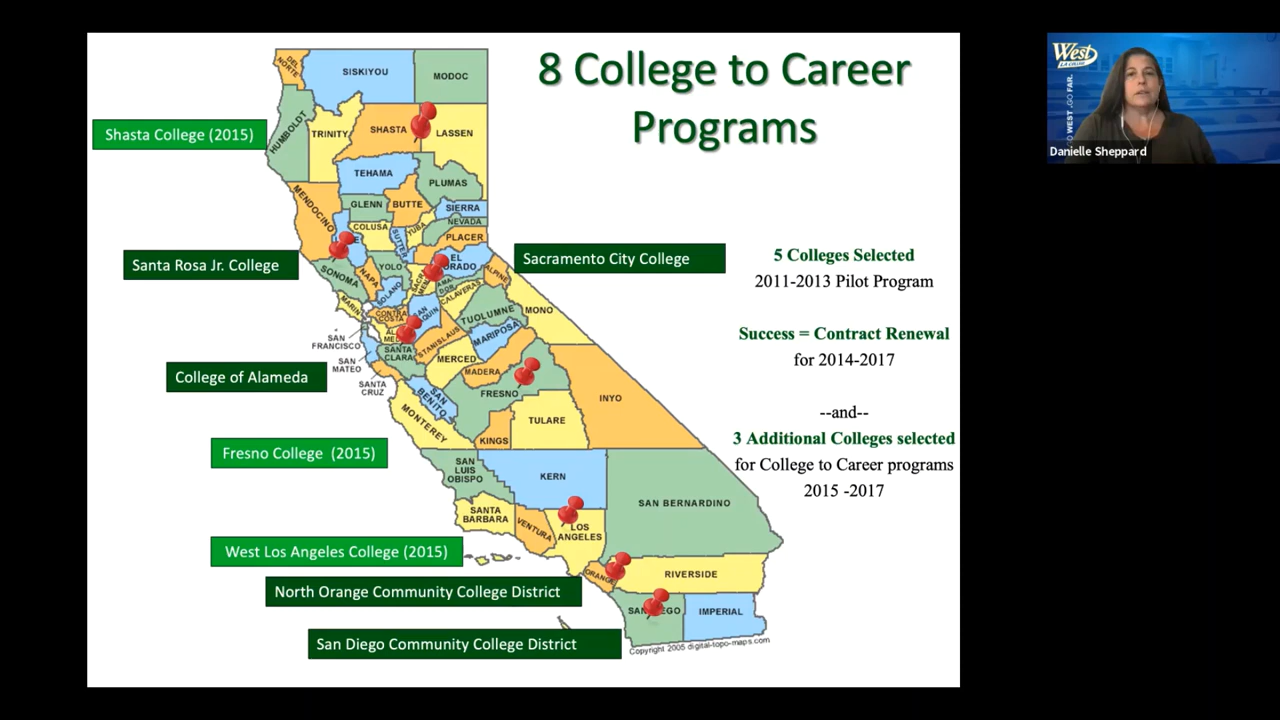 8 College to Career
Programs
Shasta College (2015)
Santa Rosa Jr. College
Sacramento City College
College of Alameda
Fresno College (2015)
West Los Angeles College (2015)
North Orange Community College District
San Diego Community College District
5 Colleges Selected
2011-2013 Pilot Program
Success = Contract Renewal
for 2014-2017
--and--
3 Additional Colleges selected
for College to Career programs
2015 -2017
DEL
NORTE
SISKIYOU
MODOC
HUMBOLDT
TRINITY
SHASTA
LASSEN
TEHAMA
PLUMAS
MENDOCINO
GLENN
BUTTE
SIERRA
NEVADA
COLUSA
YUBA
SUTTER
PLACER
SONOMA
NAPA
YOLO
EL
ALPINE
MARIN
SOLANO
CALAVERAS
TUOLUMNE
MONO
CONTRA
COSTA
SAN
FRANCISCO
SAN
MATEO
SANTA
CLARA
SANTA
CRUZ
STANISLAUS
MARIPOSA
MERCED
MADERA
SAN
BENITO
FRESNO
INYO
MONTEREY
KINGS
TULARE
SAN
LUIS
OBISPO
KERN
SAN BERNARDINO
SANTA
BARBARA
VENTURA
LOS
ANGELES
ORANGE
RIVERSIDE
IMPERIAL
Copyright 2005 digital-topo-maps.com
West
LA COLLEGE
WEST. GO FAR.
Danielle Sheppard